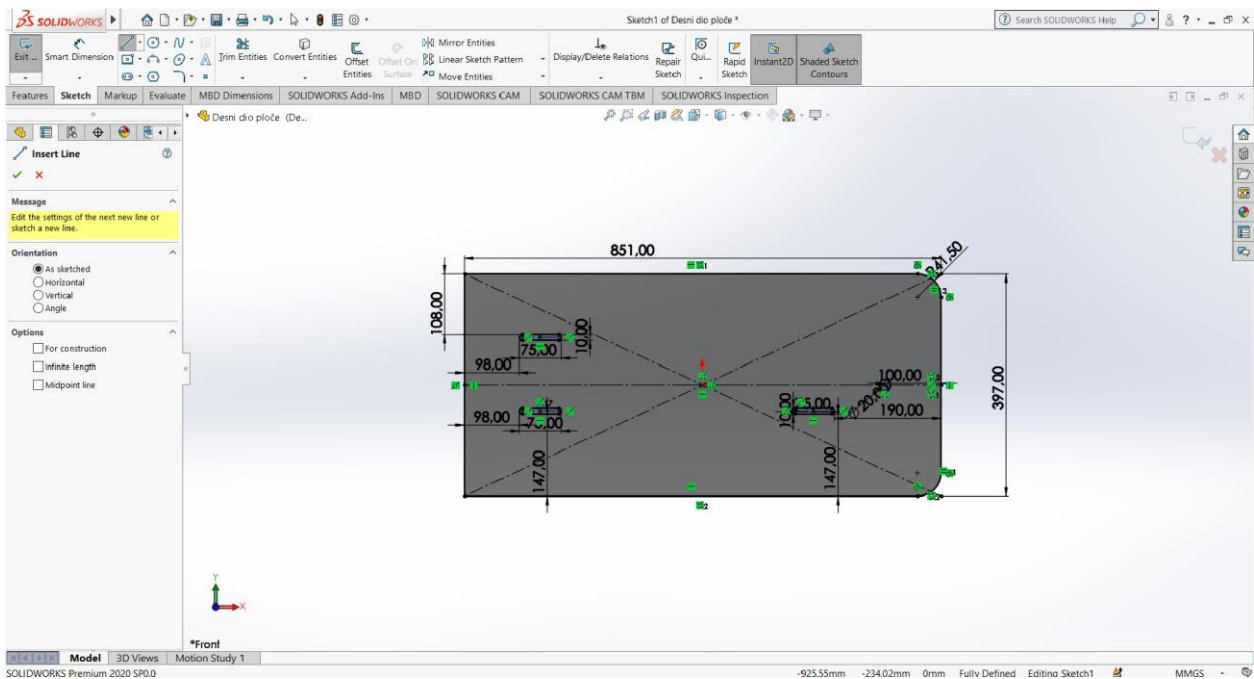 SOLIDWORKS
Sketch1 of Desni dio ploče *
Search SOLIDWORKS Help
Exit ...
Smart Dimension
Trim Entities
Convert Entities
Offset Entities
Offset On Surface
Mirror Entities
Linear Sketch Pattern
Move Entities
Display/Delete Relations
Repair Sketch
Qui...
Rapid Sketch
Instant2D
Shaded Sketch Contours
Features Sketch Markup Evaluate MBD Dimensions SOLIDWORKS Add-Ins MBD SOLIDWORKS CAM SOLIDWORKS CAM TBM SOLIDWORKS Inspection
Desni dio ploče (De...
Insert Line
Message
Edit the settings of the next new line or
sketch a new line.
Orientation
As sketched
Horizontal
Vertical
Angle
Options
For construction
Infinite length
Midpoint line
851,00
108,00
10,00
75,00
98,00
100,00
397,00
10,00
190,00
98,00
75,00
147,00
147,00
Y
X
*Front
Model 3D Views Motion Study 1
SOLIDWORKS Premium 2020 SP0.0
-925.55mm -234.02mm 0mm Fully Defined Editing Sketch1 MMGS